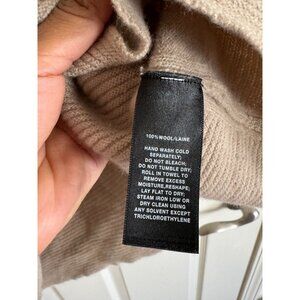 100%WOOL/LAINE
HAND WASH COLD
SEPARATELY;
DO NOT BLEACH;
DO NOT TUMBLE DRY;
ROLL IN TOWEL TO
REMOVE EXCESS
MOISTURE,RESHAPE;
LAY FLAT TO DRY;
STEAM IRON LOW OR
DRY CLEAN USING
ANY SOLVENT EXCEPT
TRICHLOROETHYLENE